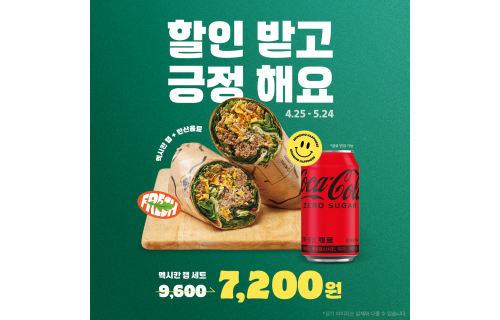 할인 받고
긍정 해요
4.25 - 5.24
멕시칸 랩 + 탄산음료
FRESH
Coca-Cola
ZERO SUGAR
멕시칸 랩 세트
9,600
7,200원